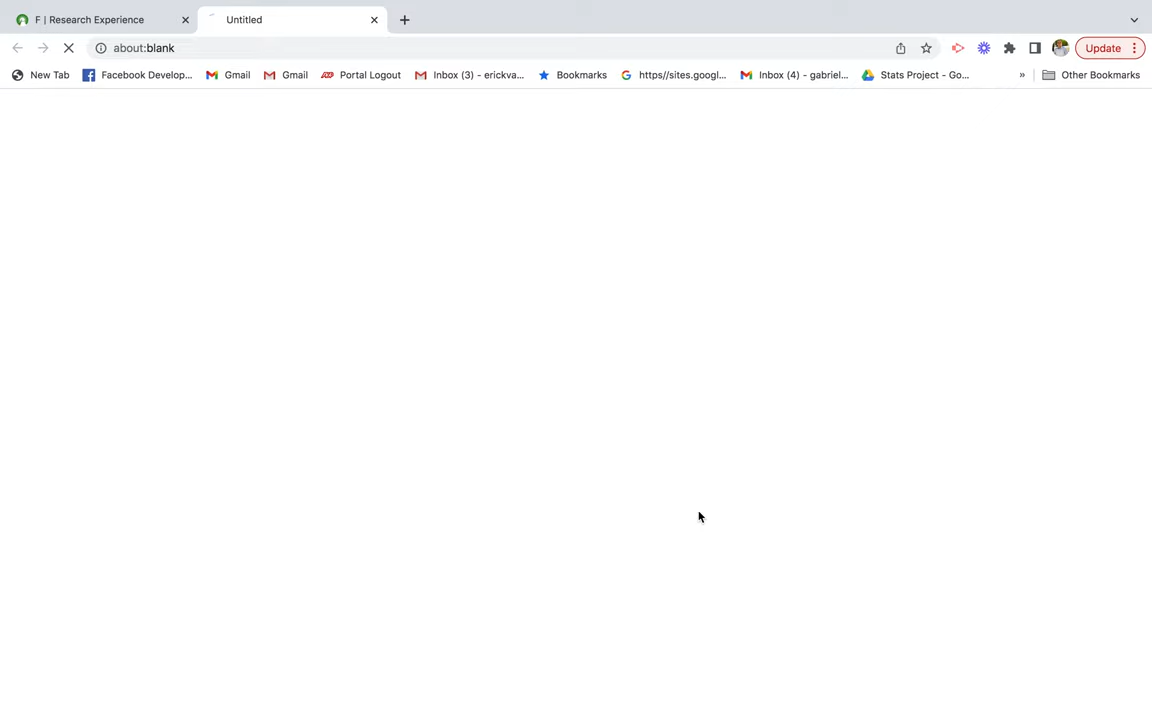 F | Research Experience
Untitled
about:blank
Update
New Tab
Facebook Develop...
Gmail
Gmail
Portal Logout
Inbox (3) - erickva...
Bookmarks
https//sites.googl...
Inbox (4) - gabriel...
Stats Project - Go...
»
Other Bookmarks